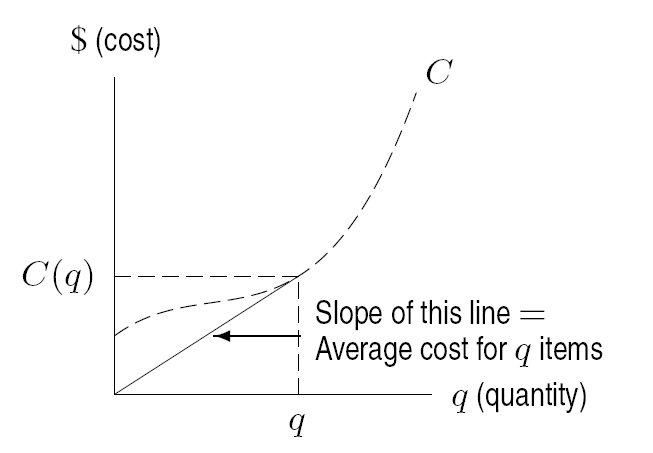 $ (cost)
C
C(q)
Slope of this line =
Average cost for q items
q (quantity)
q